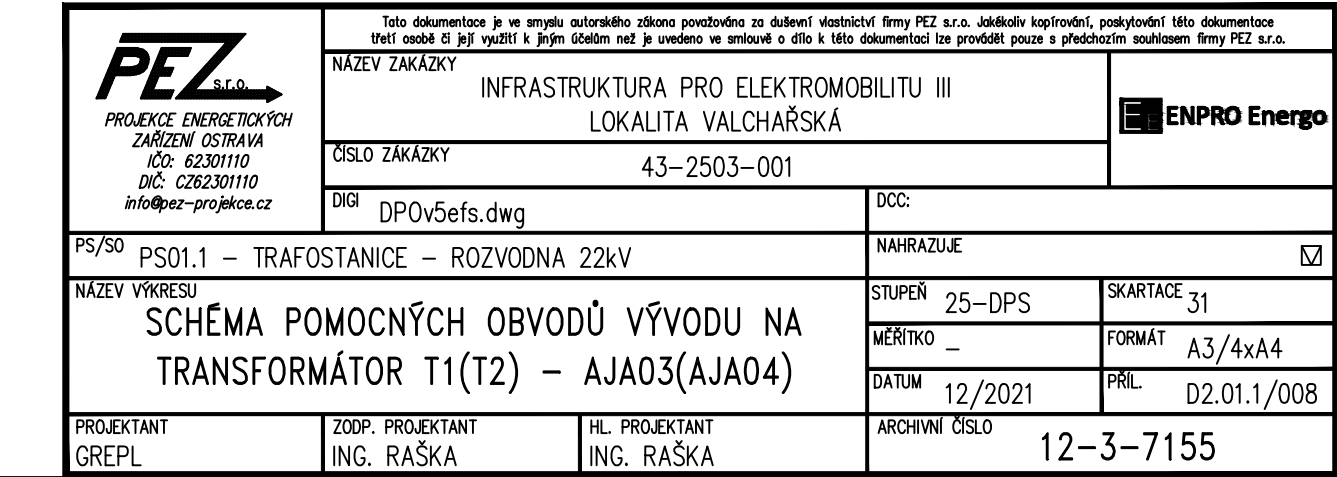 Tato dokumentace je ve smyslu autorského zákona považována za duševní vlastnictví firmy PEZ s.r.o. Jakékoliv kopírování, poskytování této dokumentace
třetí osobě či její využití k jiným účelům než je uvedeno ve smlouvě o dílo k této dokumentaci lze provádět pouze s předchozím souhlasem firmy PEZ s.r.o.
PEZ
s.r.o.
PROJEKCE ENERGETICKÝCH
ZAŘÍZENÍ OSTRAVA
IČO: 62301110
DIČ: CZ62301110
info@pez-projekce.cz
NÁZEV ZAKÁZKY
INFRASTRUKTURA PRO ELEKTROMOBILITU III
LOKALITA VALCHAŘSKÁ
ENPRO Energo
ČÍSLO ZÁKÁZKY
43-2503-001
DIGI
DP0v5efs.dwg
DCC:
PS/SO
PS01.1 - TRAFOSTANICE - ROZVODNA 22kV
NAHRAZUJE
NÁZEV VÝKRESU
SCHÉMA POMOCNÝCH OBVODŮ VÝVODU NA
TRANSFORMÁTOR T1(T2) - AJA03(AJA04)
STUPEŇ
25-DPS
SKARTACE
31
MĚŘÍTKO
-
FORMÁT
A3/4xA4
DATUM
12/2021
PŘÍL.
D2.01.1/008
PROJEKTANT
GREPL
ZODP. PROJEKTANT
ING. RAŠKA
HL. PROJEKTANT
ING. RAŠKA
ARCHIVNÍ ČÍSLO
12-3-7155